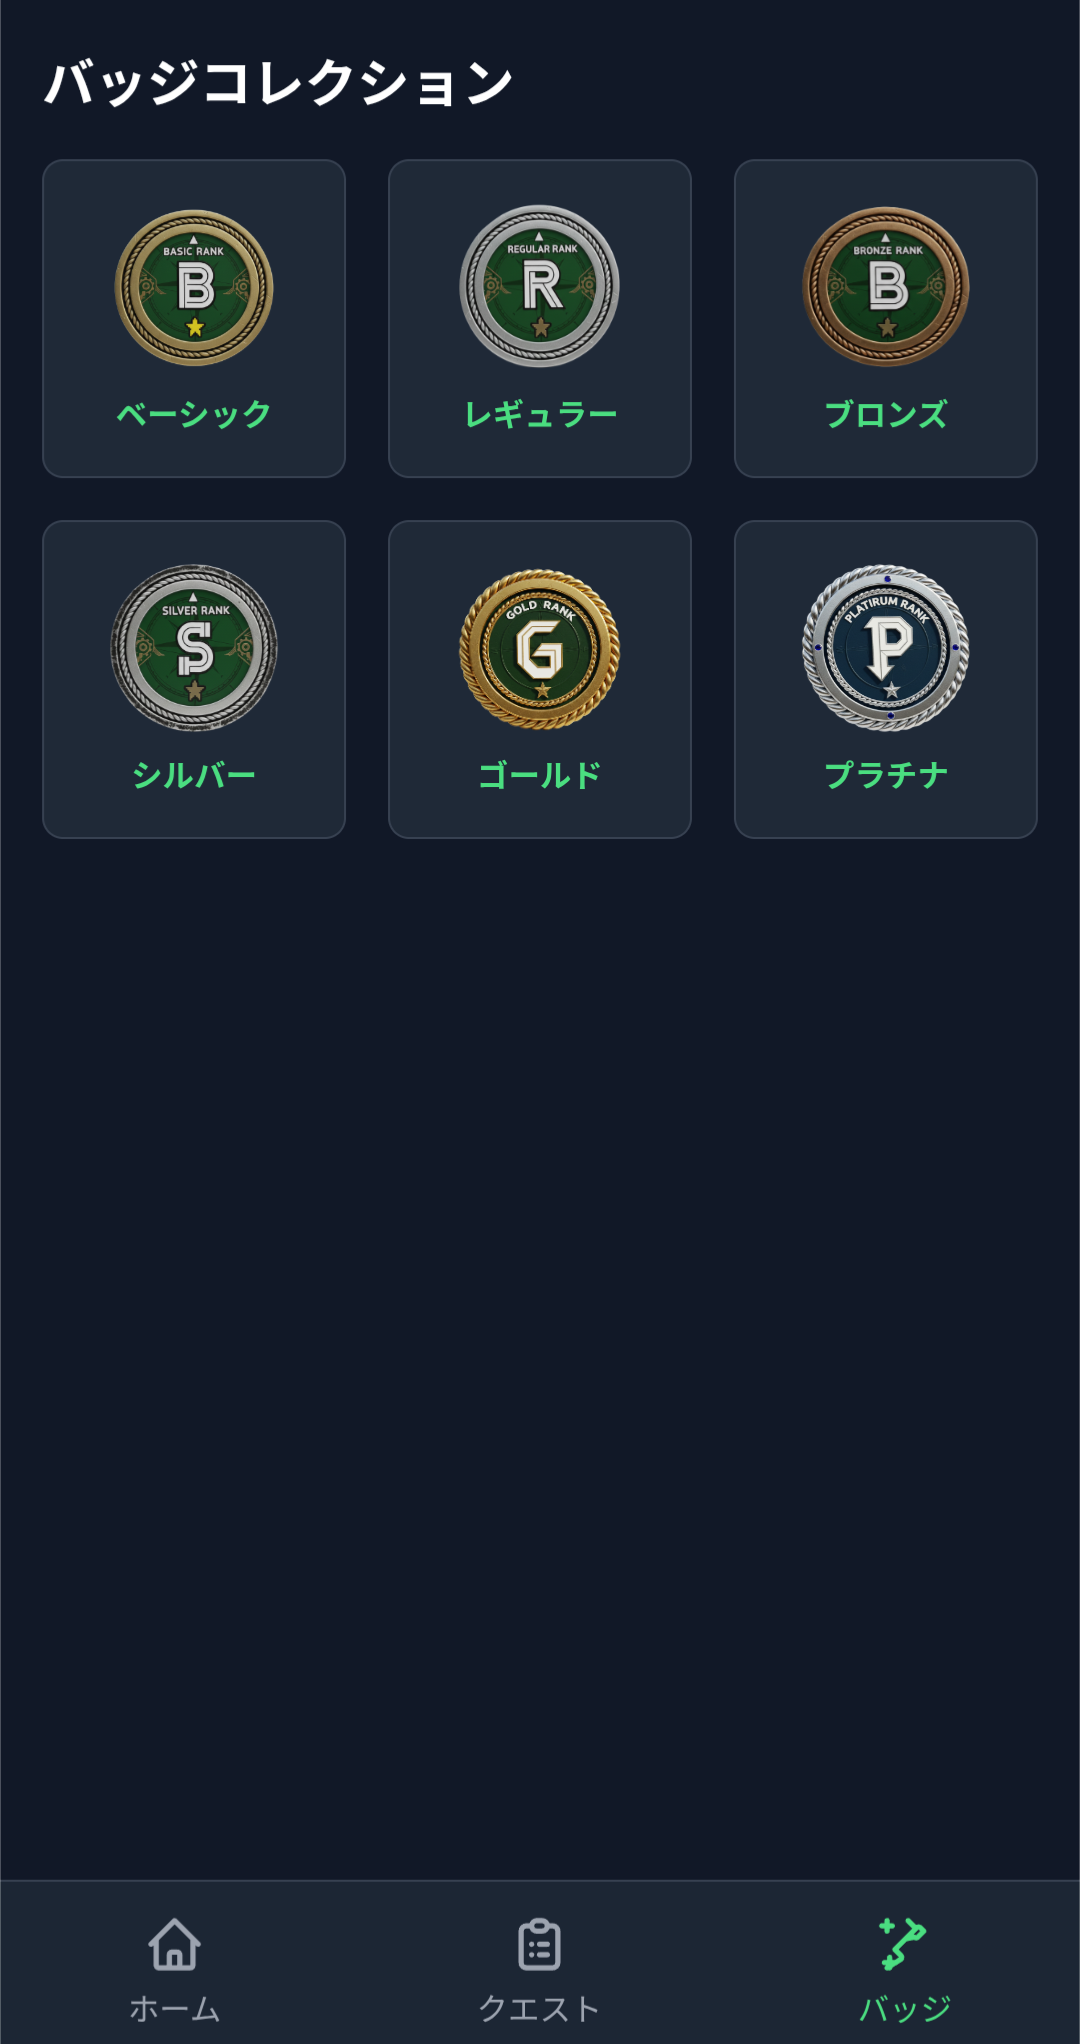 バッジコレクション
BASIC RANK
B
ベーシック
REGULAR RANK
R
レギュラー
BRONZE RANK
B
ブロンズ
SILVER RANK
S
シルバー
GOLD RANK
G
ゴールド
PLATIRUM RANK
P
プラチナ
ホーム
クエスト
バッジ